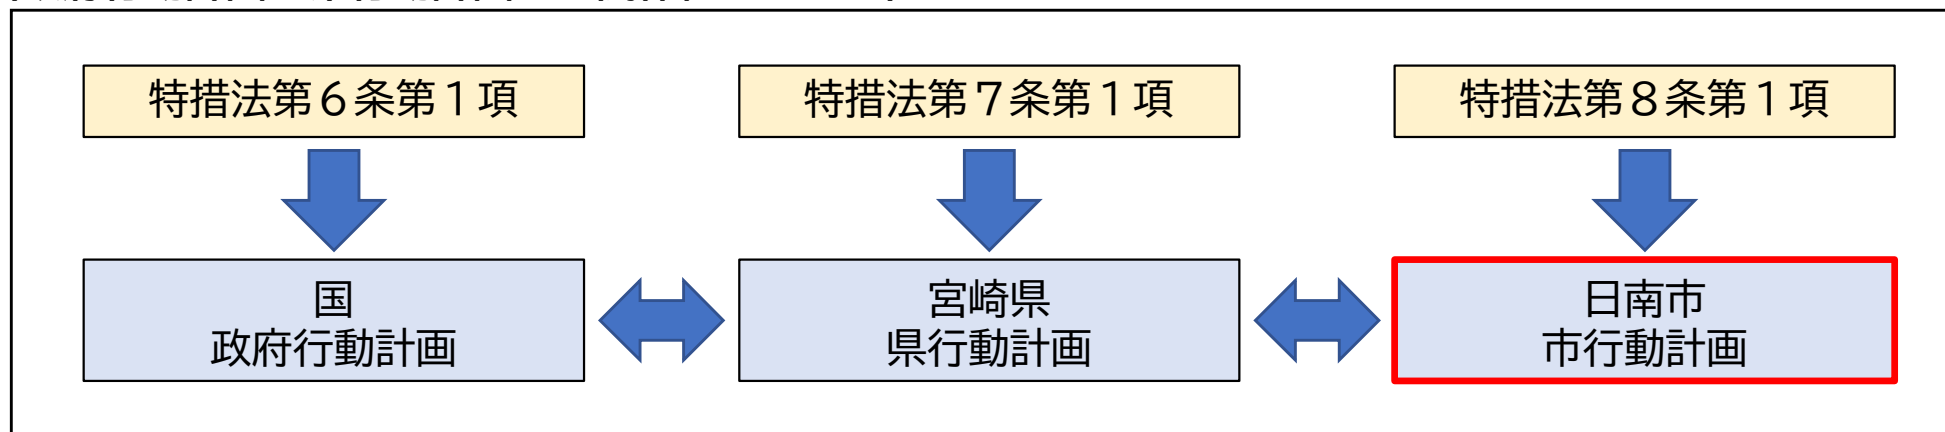 特措法第６条第１項
特措法第７条第１項
特措法第８条第１項
国
政府行動計画
宮崎県
県行動計画
日南市
市行動計画